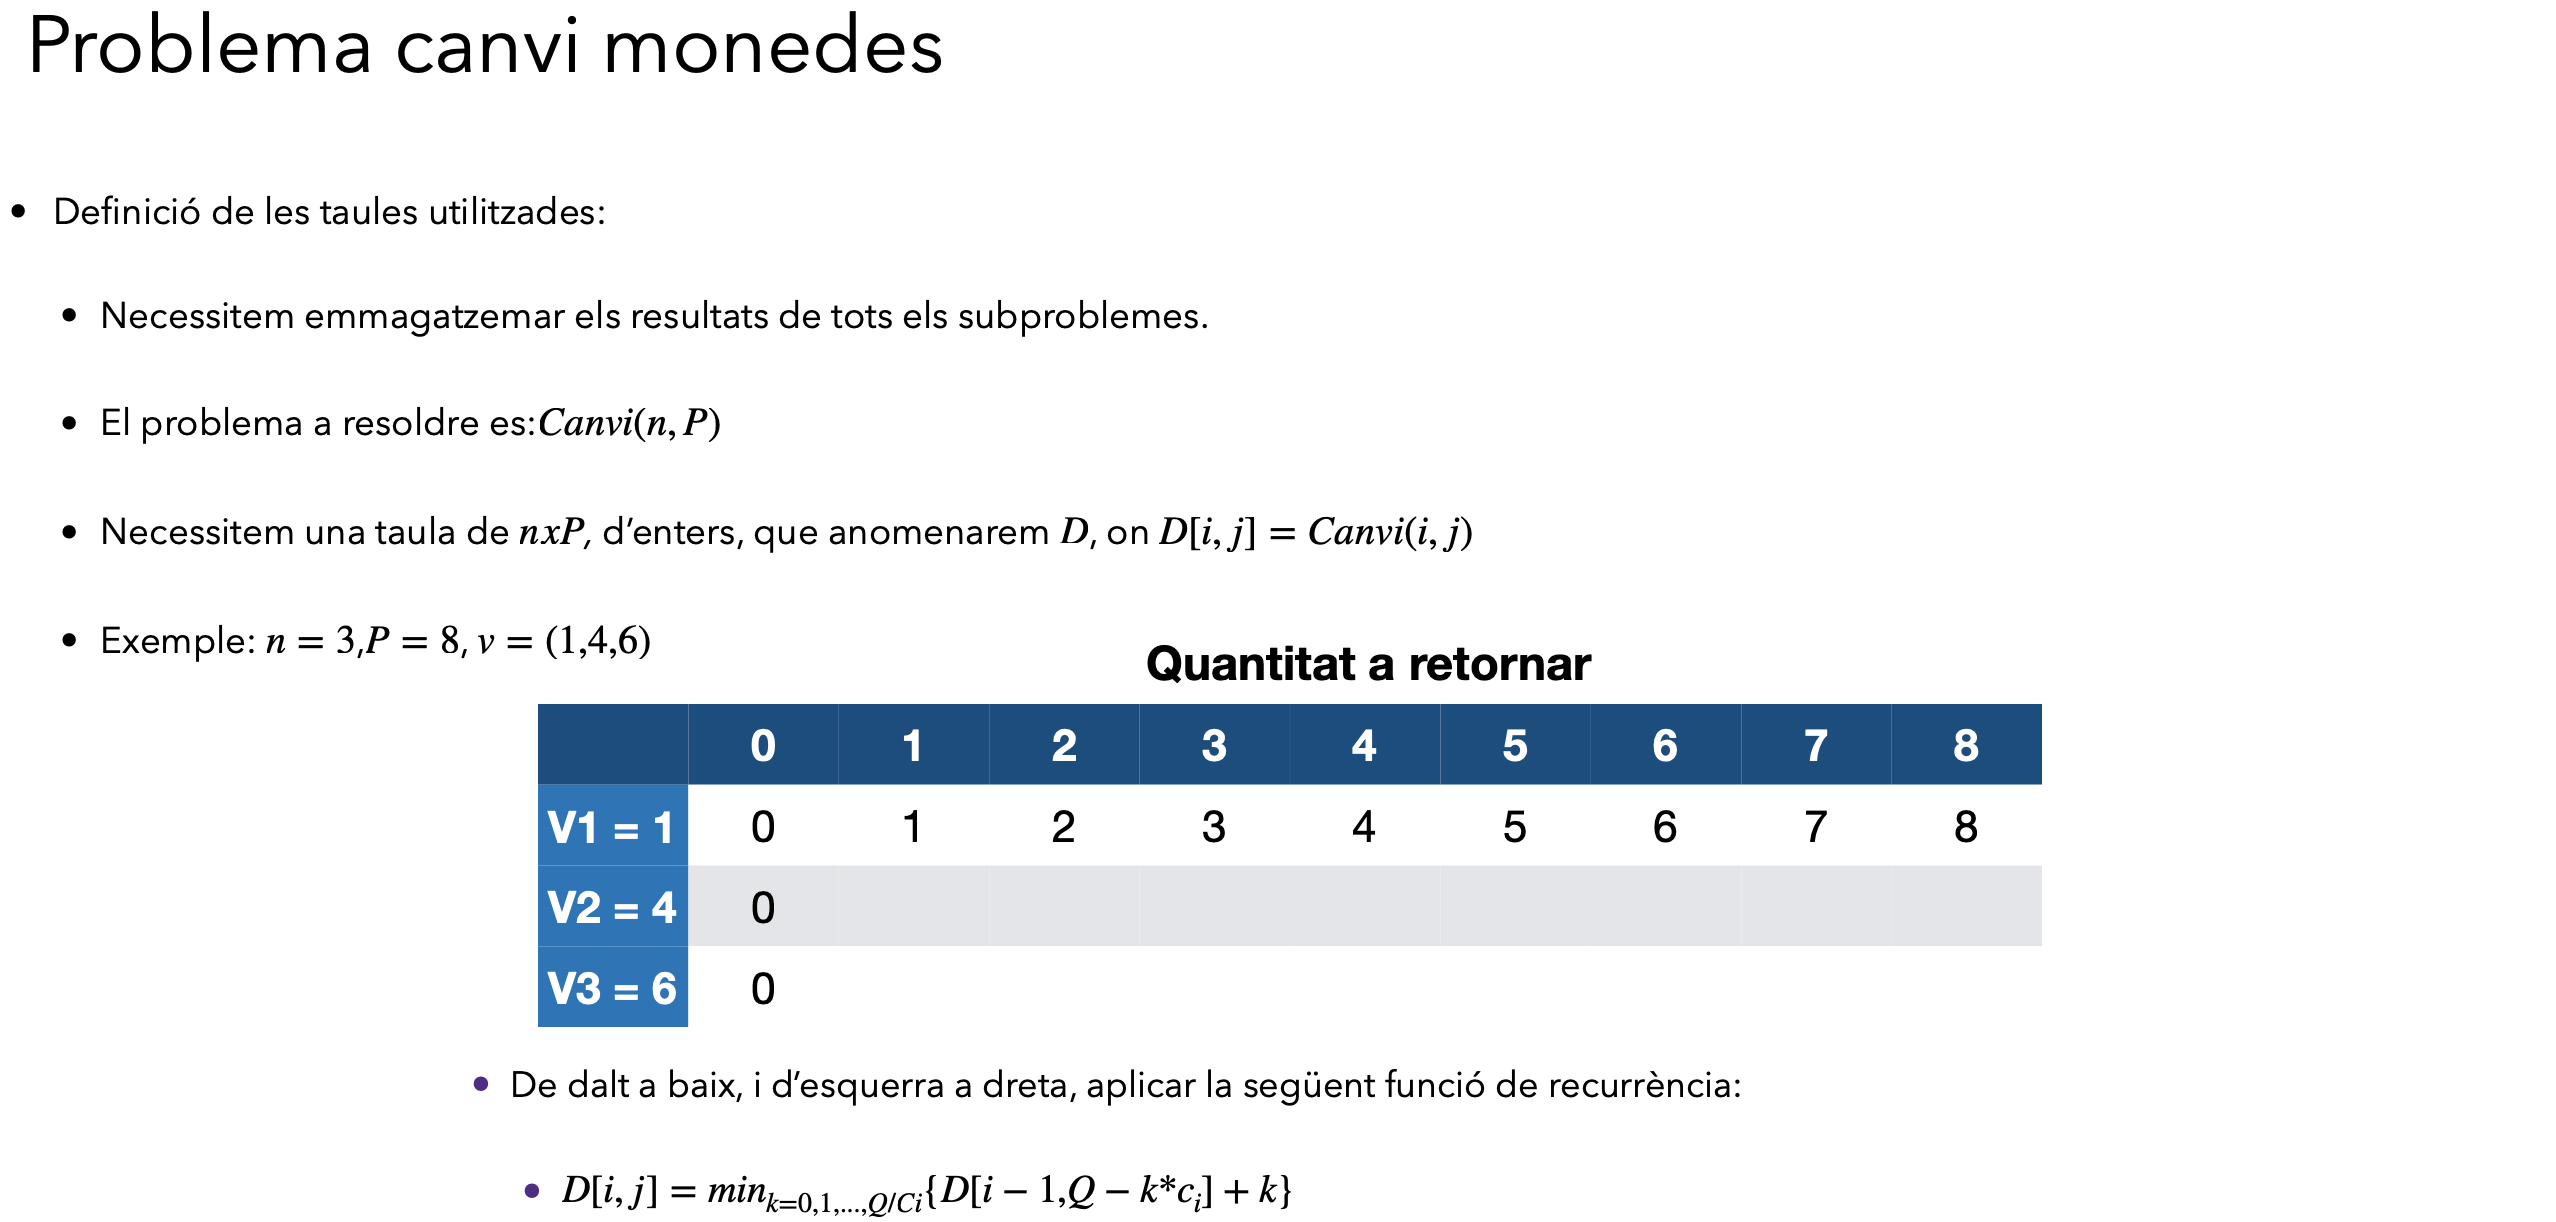 Problema canvi monedes
• Definició de les taules utilitzades:
• Necessitem emmagatzemar els resultats de tots els subproblemes.
• El problema a resoldre es:Canvi(n, P)
• Necessitem una taula de nxP, d’enters, que anomenarem D, on D[i, j] = Canvi(i, j)
• Exemple: n = 3,P = 8, v = (1,4,6)
Quantitat a retornar
0 1 2 3 4 5 6 7 8
V1 = 1 0 1 2 3 4 5 6 7 8
V2 = 4 0
V3 = 6 0
• De dalt a baix, i d’esquerra a dreta, aplicar la següent funció de recurrència:
• D[i, j] = min_{k=0,1,...,Q/Ci}{D[i − 1,Q − k*c_i] + k}